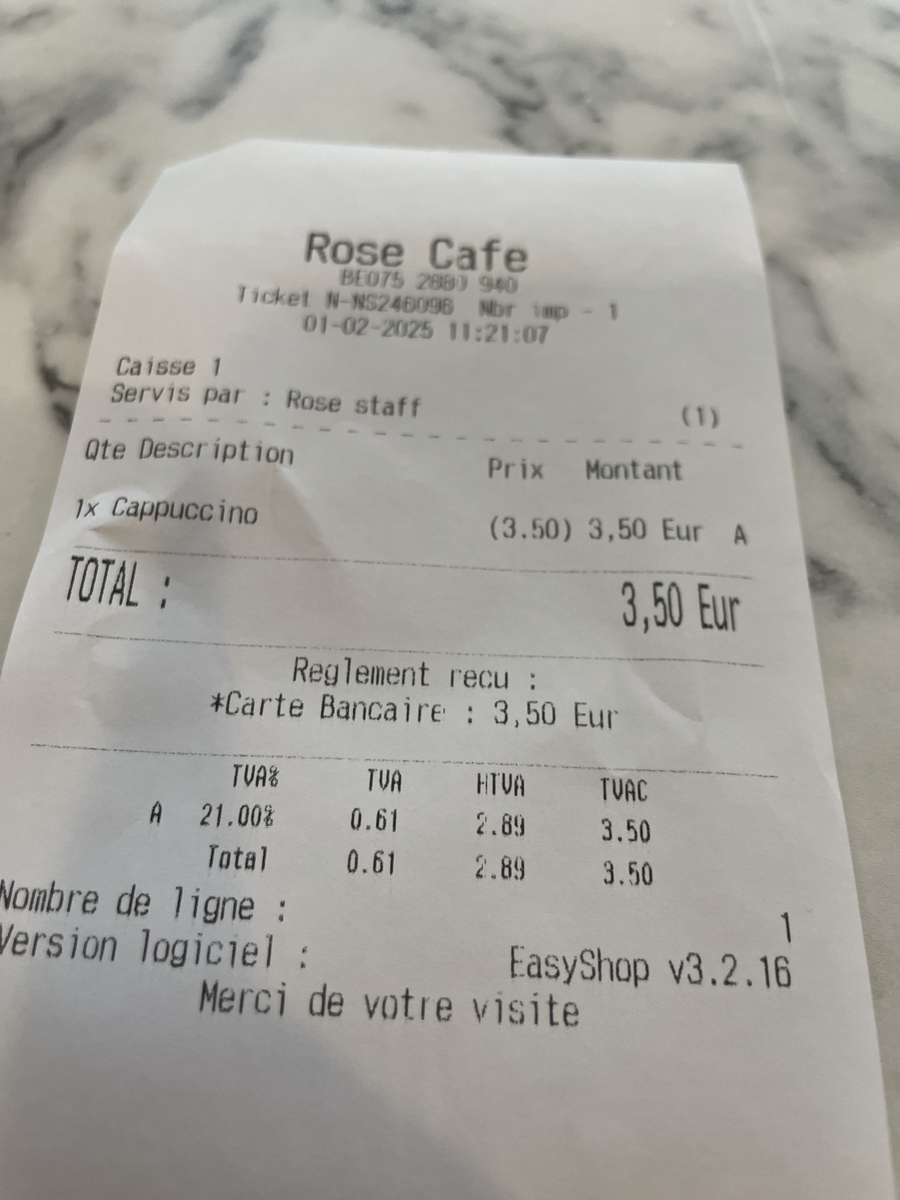 Rose Cafe
BE075 2880 940
Ticket N-NS246096 Nbr imp - 1
01-02-2025 11:21:07
Caisse 1
Servis par : Rose staff (1)
Qte Description Prix Montant
1x Cappuccino (3.50) 3,50 Eur A
TOTAL : 3,50 Eur
Reglement recu :
*Carte Bancaire : 3,50 Eur
TVA% TVA HTVA TVAC
A 21.00% 0.61 2.89 3.50
Total 0.61 2.89 3.50
Nombre de ligne : 1
Version logiciel : EasyShop v3.2.16
Merci de votre visite